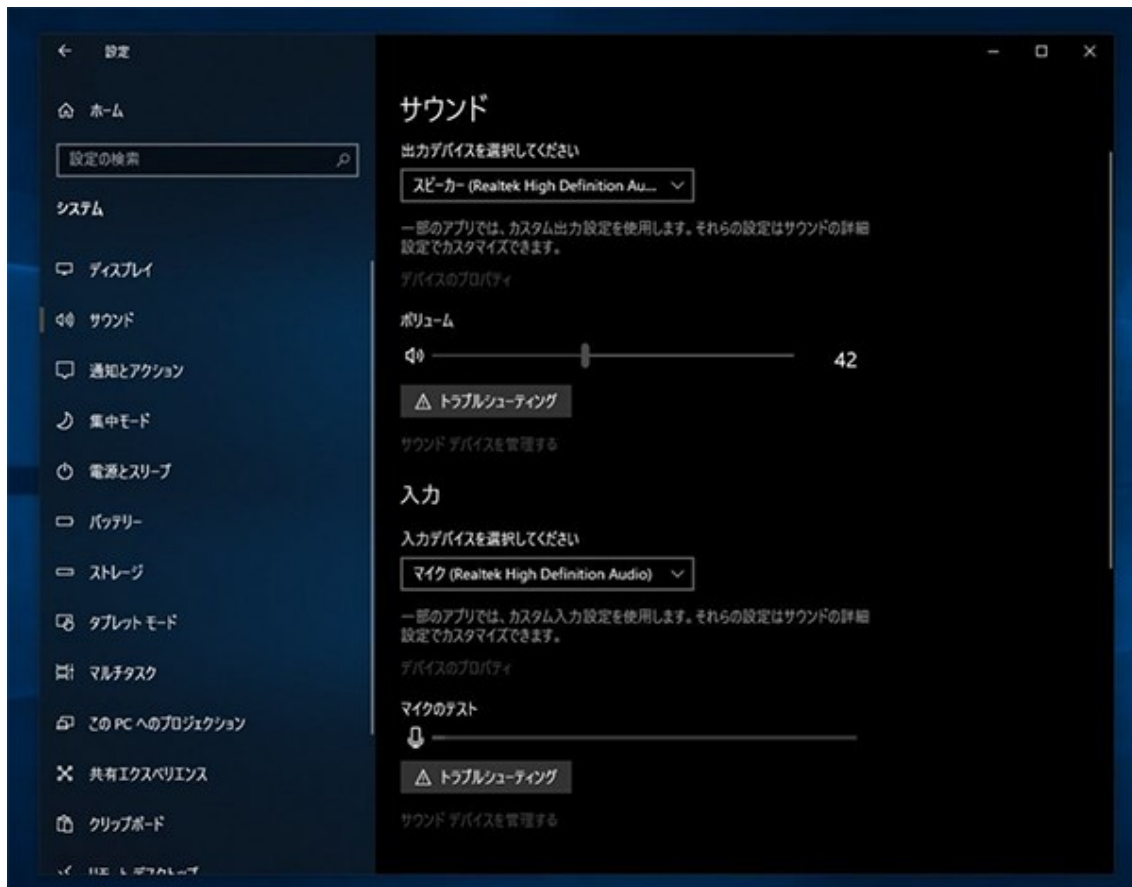 設定
ホーム
設定の検索
システム
ディスプレイ
サウンド
通知とアクション
集中モード
電源とスリープ
バッテリー
ストレージ
タブレット モード
マルチタスク
この PC へのプロジェクション
共有エクスペリエンス
クリップボード
リモート デスクトップ
サウンド
出力デバイスを選択してください
スピーカー (Realtek High Definition Au...
一部のアプリでは、カスタム出力設定を使用します。それらの設定はサウンドの詳細
設定でカスタマイズできます。
デバイスのプロパティ
ボリューム
42
トラブルシューティング
サウンド デバイスを管理する
入力
入力デバイスを選択してください
マイク (Realtek High Definition Audio)
一部のアプリでは、カスタム入力設定を使用します。それらの設定はサウンドの詳細
設定でカスタマイズできます。
デバイスのプロパティ
マイクのテスト
トラブルシューティング
サウンド デバイスを管理する